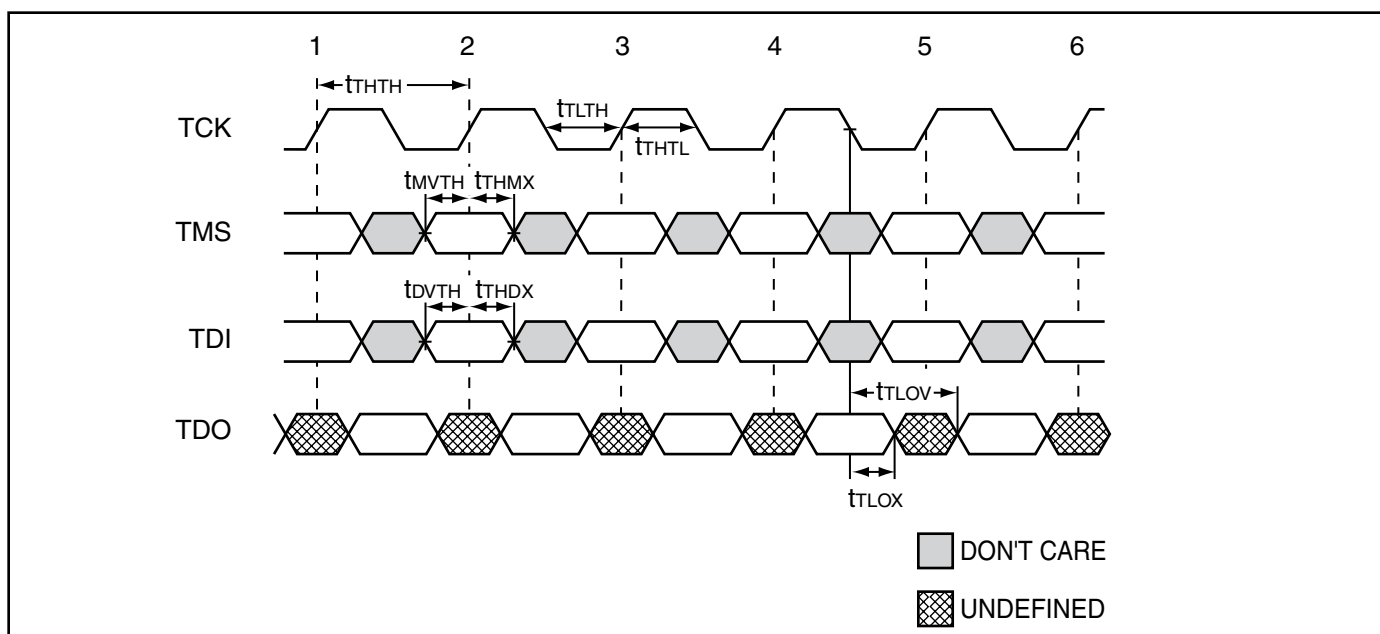 1 2 3 4 5 6
tTHTH
TCK
tTLTH
tTHTL
tMVTH tTHMX
TMS
tDVTH tTHDX
TDI
tTLOV
TDO
tTLOX
DON'T CARE
UNDEFINED